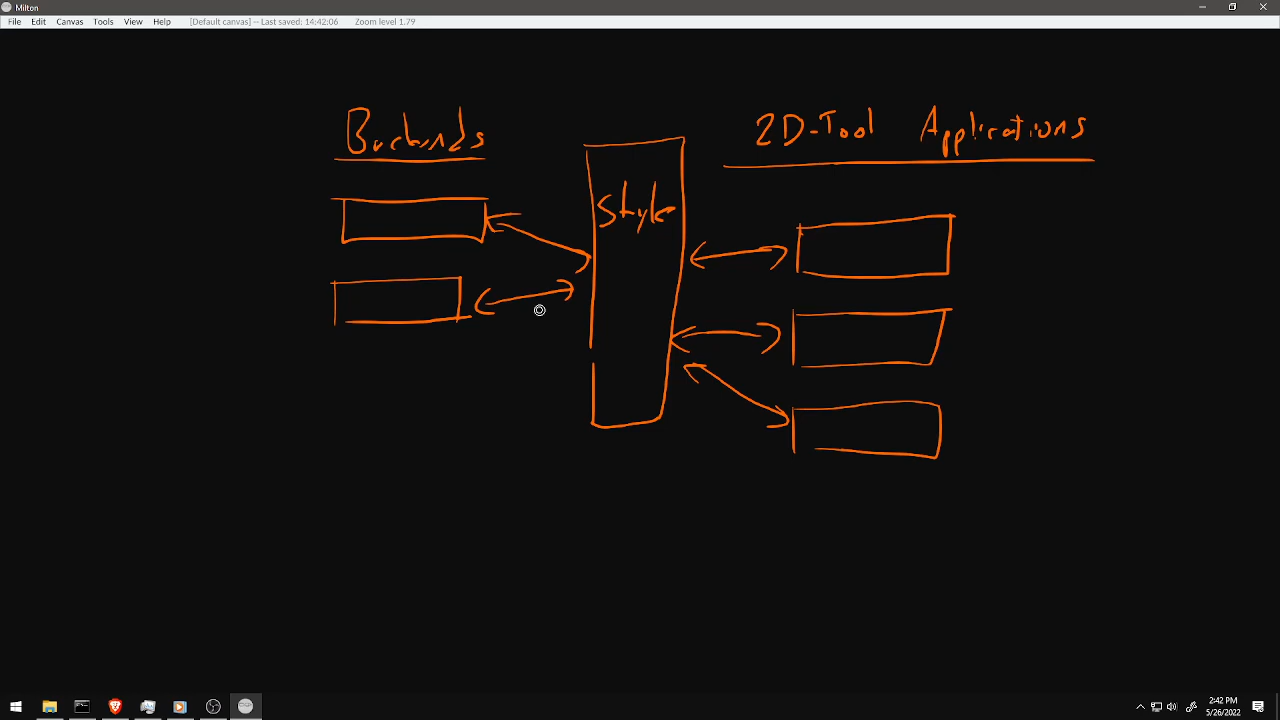 Milton
File Edit Canvas Tools View Help [Default canvas] -- Last saved: 14:42:06 Zoom level 1.79
Backends
2D-Tool Applications
Style
2:42 PM
5/26/2022